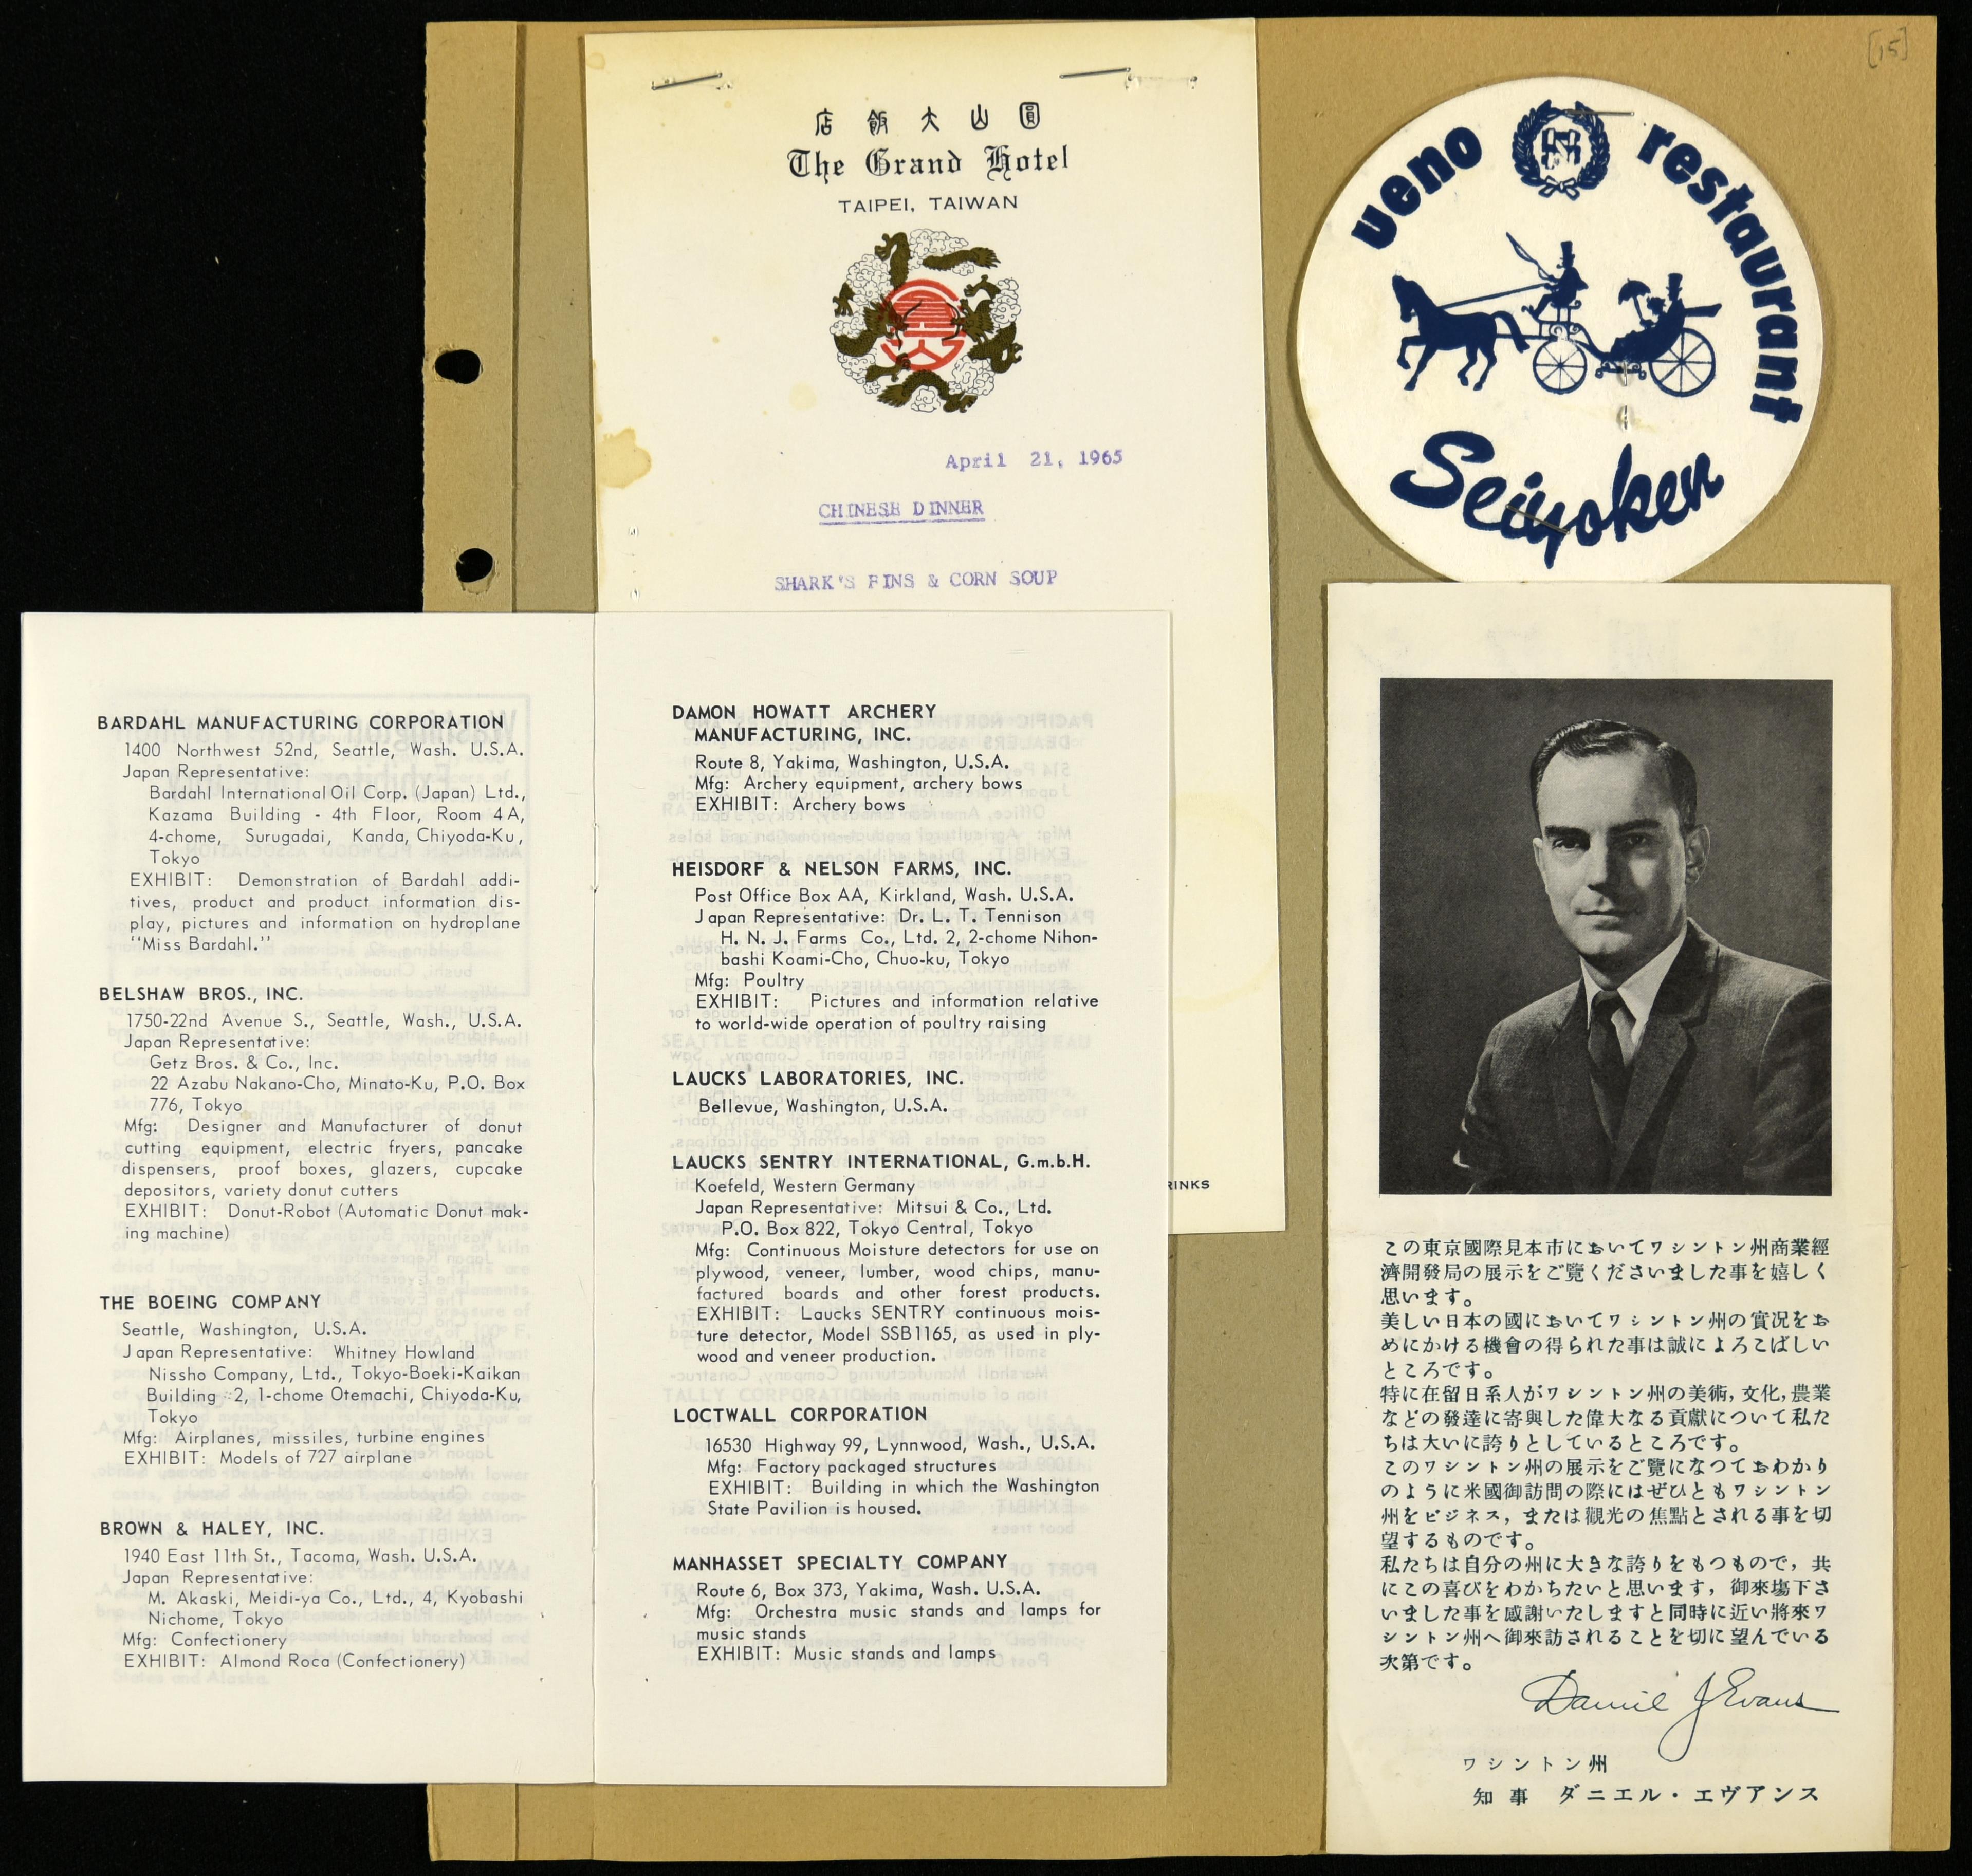 [15]
店飯大山圓
The Grand Hotel
TAIPEI, TAIWAN
April 21, 1965
CHINESE DINNER
SHARK'S FINS & CORN SOUP
RINKS
ueno restaurant
Seiyoken
BARDAHL MANUFACTURING CORPORATION
1400 Northwest 52nd, Seattle, Wash. U.S.A.
Japan Representative:
Bardahl International Oil Corp. (Japan) Ltd.,
Kazama Building - 4th Floor, Room 4A,
4-chome, Surugadai, Kanda, Chiyoda-Ku,
Tokyo
EXHIBIT: Demonstration of Bardahl addi-
tives, product and product information dis-
play, pictures and information on hydroplane
"Miss Bardahl."
BELSHAW BROS., INC.
1750-22nd Avenue S., Seattle, Wash., U.S.A.
Japan Representative:
Getz Bros. & Co., Inc.
22 Azabu Nakano-Cho, Minato-Ku, P.O. Box
776, Tokyo
Mfg: Designer and Manufacturer of donut
cutting equipment, electric fryers, pancake
dispensers, proof boxes, glazers, cupcake
depositors, variety donut cutters
EXHIBIT: Donut-Robot (Automatic Donut mak-
ing machine)
THE BOEING COMPANY
Seattle, Washington, U.S.A.
Japan Representative: Whitney Howland
Nissho Company, Ltd., Tokyo-Boeki-Kaikan
Building #2, 1-chome Otemachi, Chiyoda-Ku,
Tokyo
Mfg: Airplanes, missiles, turbine engines
EXHIBIT: Models of 727 airplane
BROWN & HALEY, INC.
1940 East 11th St., Tacoma, Wash. U.S.A.
Japan Representative:
M. Akaski, Meidi-ya Co., Ltd., 4, Kyobashi
Nichome, Tokyo
Mfg: Confectionery
EXHIBIT: Almond Roca (Confectionery)
DAMON HOWATT ARCHERY
MANUFACTURING, INC.
Route 8, Yakima, Washington, U.S.A.
Mfg: Archery equipment, archery bows
EXHIBIT: Archery bows
HEISDORF & NELSON FARMS, INC.
Post Office Box AA, Kirkland, Wash. U.S.A.
Japan Representative: Dr. L. T. Tennison
H. N. J. Farms Co., Ltd. 2, 2-chome Nihon-
bashi Koami-Cho, Chuo-ku, Tokyo
Mfg: Poultry
EXHIBIT: Pictures and information relative
to world-wide operation of poultry raising
LAUCKS LABORATORIES, INC.
Bellevue, Washington, U.S.A.
LAUCKS SENTRY INTERNATIONAL, G.m.b.H.
Koefeld, Western Germany
Japan Representative: Mitsui & Co., Ltd.
P.O. Box 822, Tokyo Central, Tokyo
Mfg: Continuous Moisture detectors for use on
plywood, veneer, lumber, wood chips, manu-
factured boards and other forest products.
EXHIBIT: Laucks SENTRY continuous mois-
ture detector, Model SSB1165, as used in ply-
wood and veneer production.
LOCTWALL CORPORATION
16530 Highway 99, Lynnwood, Wash., U.S.A.
Mfg: Factory packaged structures
EXHIBIT: Building in which the Washington
State Pavilion is housed.
MANHASSET SPECIALTY COMPANY
Route 6, Box 373, Yakima, Wash. U.S.A.
Mfg: Orchestra music stands and lamps for
music stands
EXHIBIT: Music stands and lamps
この東京國際見本市においてワシントン州商業經
濟開發局の展示をご覽くださいました事を嬉しく
思います。
美しい日本の國においてワシントン州の實況をお
めにかける機會の得られた事は誠によろこばしい
ところです。
特に在留日系人がワシントン州の美術，文化，農業
などの發達に寄與した偉大なる貢獻について私た
ちは大いに誇りとしているところです。
このワシントン州の展示をご覽になつておわかり
のように米國御訪問の際にはぜひともワシントン
州をビジネス，または觀光の焦點とされる事を切
望するものです。
私たちは自分の州に大きな誇りをもつもので，共
にこの喜びをわかちたいと思います，御來塲下さ
いました事を感謝いたしますと同時に近い將來ワ
シントン州へ御來訪されることを切に望んでいる
次第です。
Daniel J Evans
ワシントン州
知事 ダニエル・エヴアンス